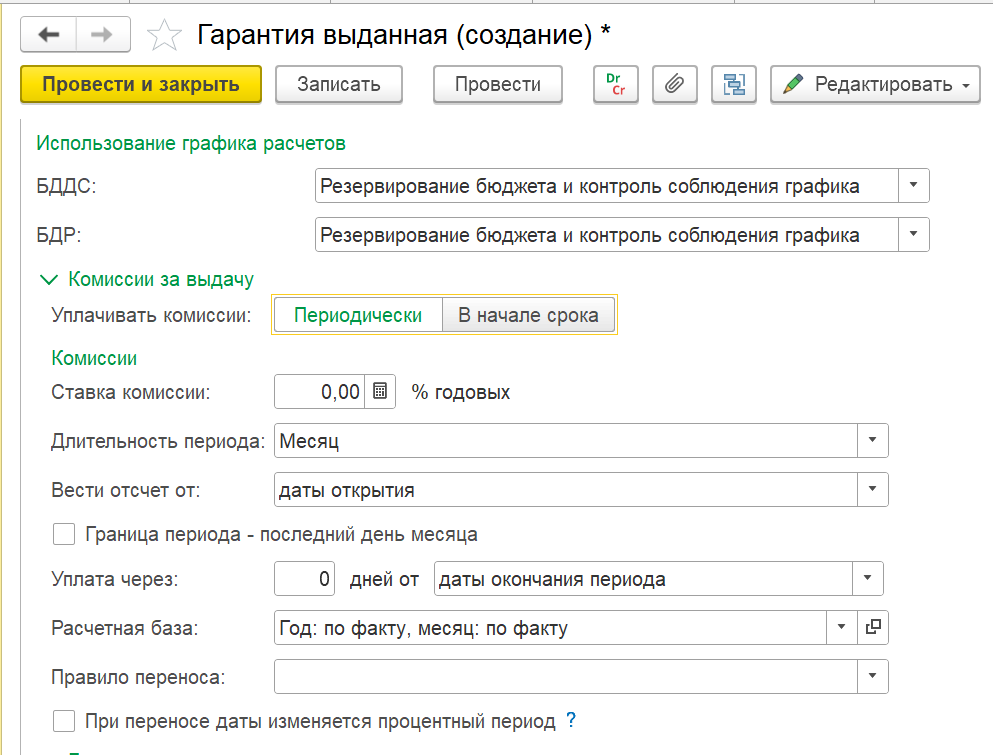 Гарантия выданная (создание) *
Провести и закрыть Записать Провести Dr Cr Редактировать
Использование графика расчетов
БДДС: Резервирование бюджета и контроль соблюдения графика
БДР: Резервирование бюджета и контроль соблюдения графика
Комиссии за выдачу
Уплачивать комиссии: Периодически В начале срока
Комиссии
Ставка комиссии: 0,00 % годовых
Длительность периода: Месяц
Вести отсчет от: даты открытия
Граница периода - последний день месяца
Уплата через: 0 дней от даты окончания периода
Расчетная база: Год: по факту, месяц: по факту
Правило переноса:
При переносе даты изменяется процентный период ?